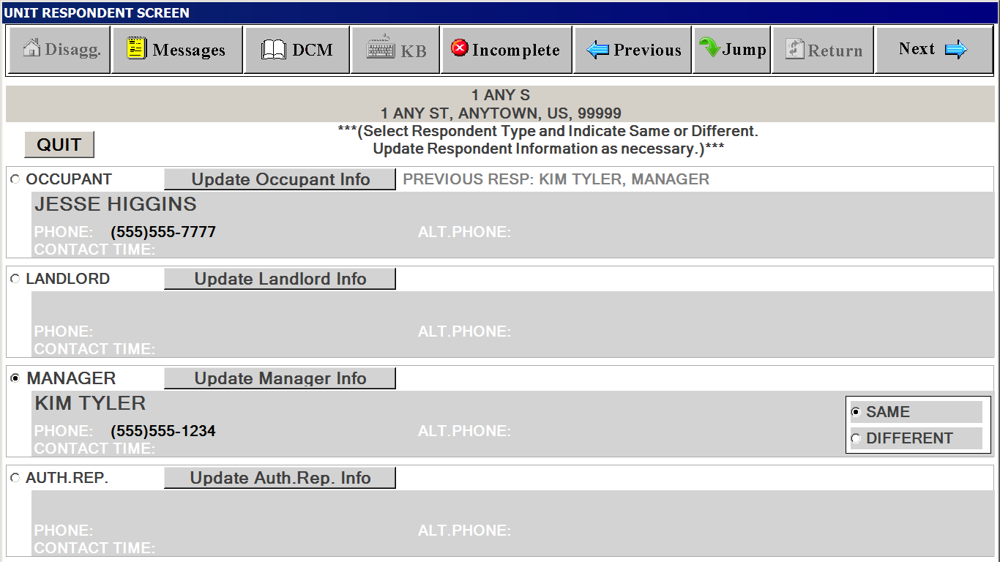 UNIT RESPONDENT SCREEN
Disagg. Messages DCM KB Incomplete Previous Jump Return Next
1 ANY S
1 ANY ST, ANYTOWN, US, 99999
***(Select Respondent Type and Indicate Same or Different.
Update Respondent Information as necessary.)***
QUIT
OCCUPANT Update Occupant Info PREVIOUS RESP: KIM TYLER, MANAGER
JESSE HIGGINS
PHONE: (555)555-7777 ALT.PHONE:
CONTACT TIME:
LANDLORD Update Landlord Info
PHONE: ALT.PHONE:
CONTACT TIME:
MANAGER Update Manager Info
KIM TYLER
SAME
PHONE: (555)555-1234 ALT.PHONE:
DIFFERENT
CONTACT TIME:
AUTH.REP. Update Auth.Rep. Info
PHONE: ALT.PHONE:
CONTACT TIME: